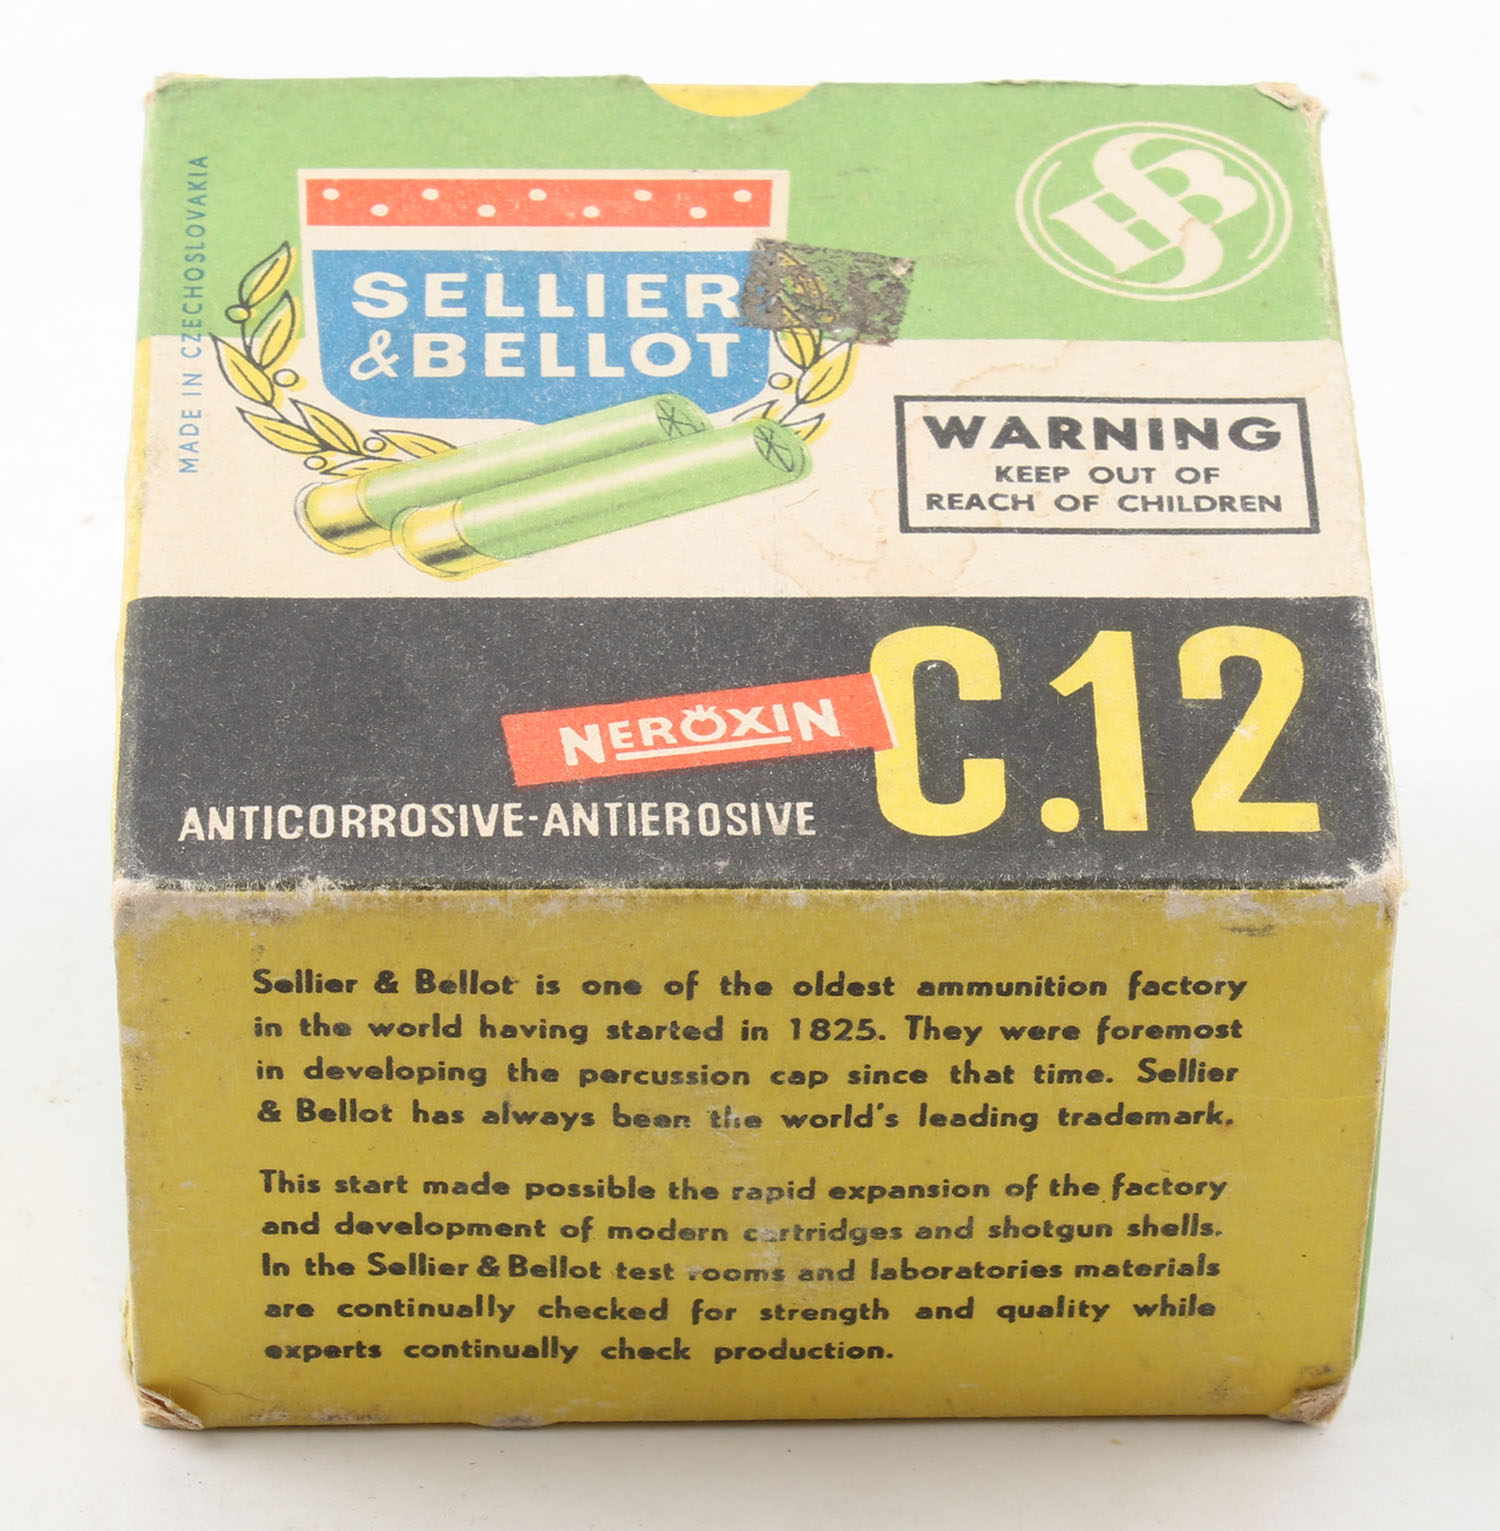 MADE IN CZECHOSLOVAKIA
SELLIER
& BELLOT
SB
WARNING
KEEP OUT OF
REACH OF CHILDREN
C.12
NEROXIN
ANTICORROSIVE-ANTIEROSIVE
Sellier & Bellot is one of the oldest ammunition factory
in the world having started in 1825. They were foremost
in developing the percussion cap since that time. Sellier
& Bellot has always been the world's leading trademark.
This start made possible the rapid expansion of the factory
and development of modern cartridges and shotgun shells.
In the Sellier & Bellot test rooms and laboratories materials
are continually checked for strength and quality while
experts continually check production.